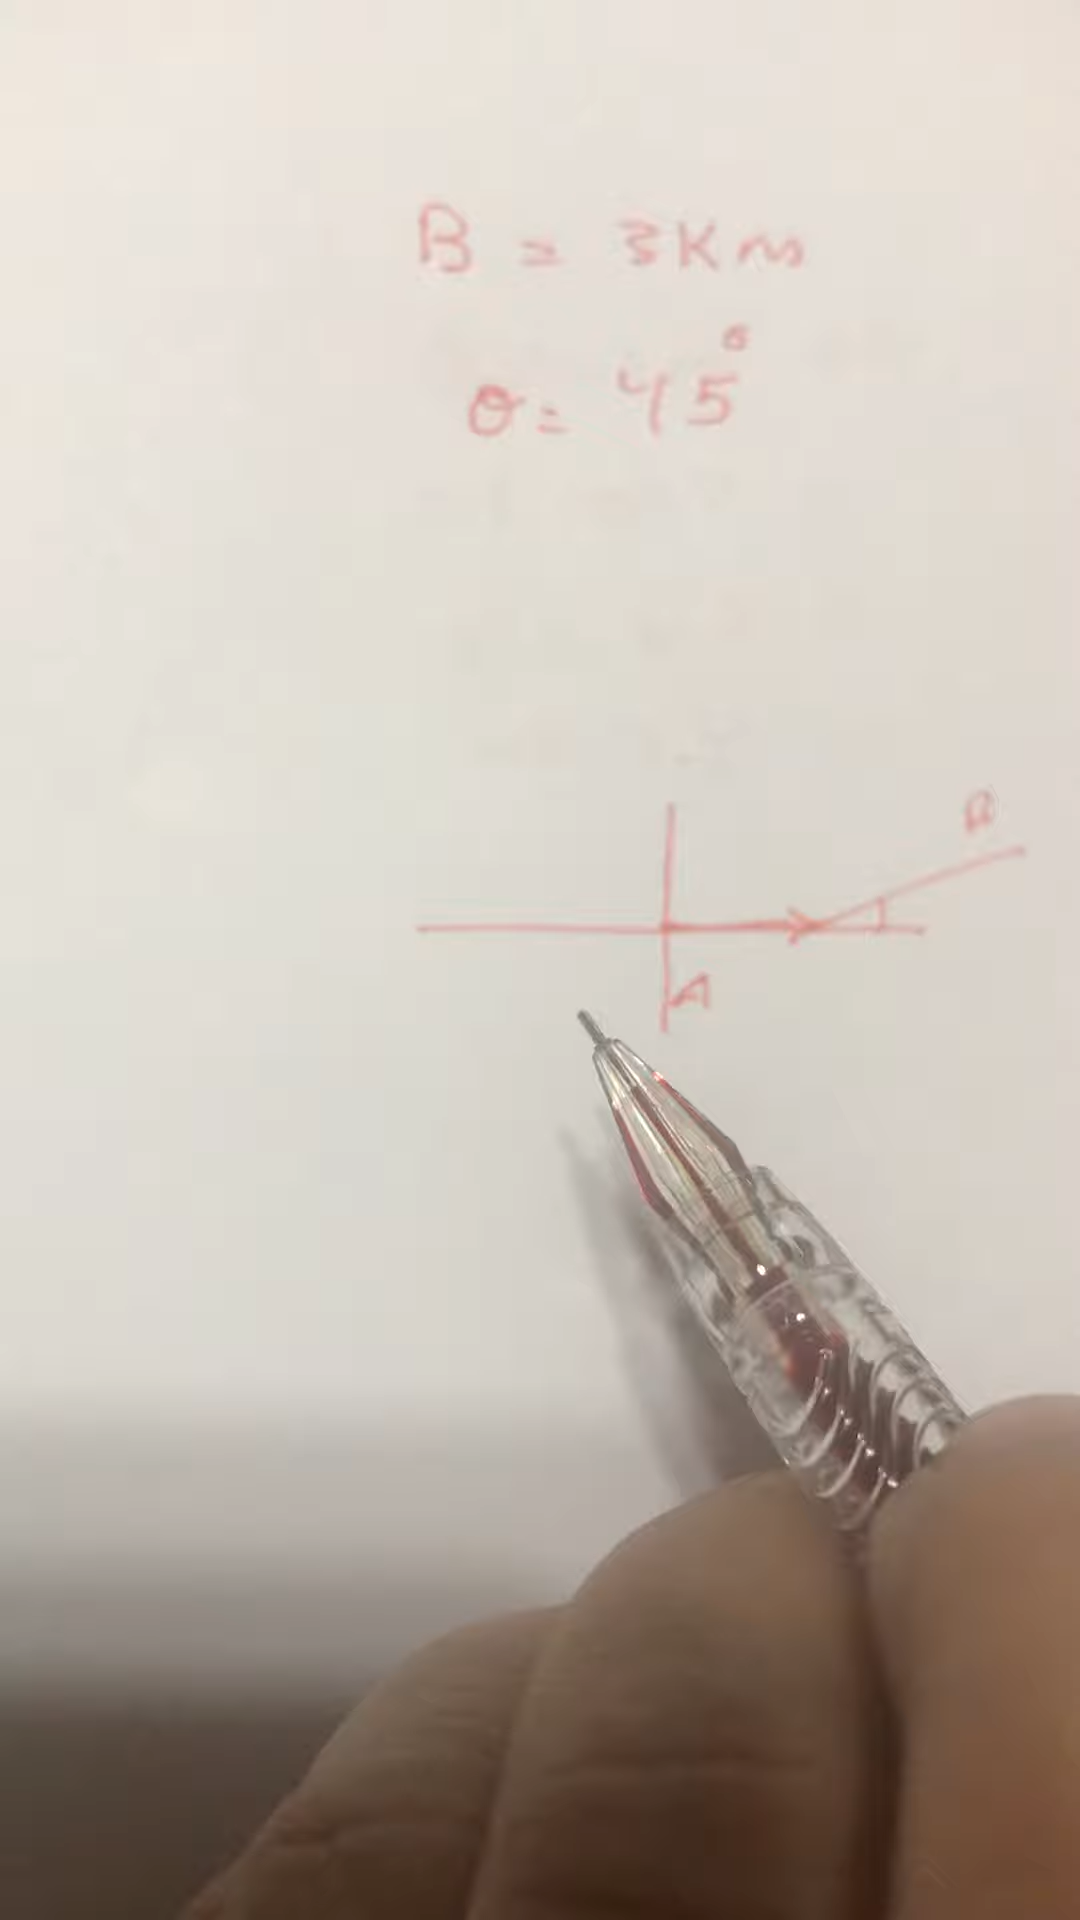 B = 3Km
θ = 45°
B
A